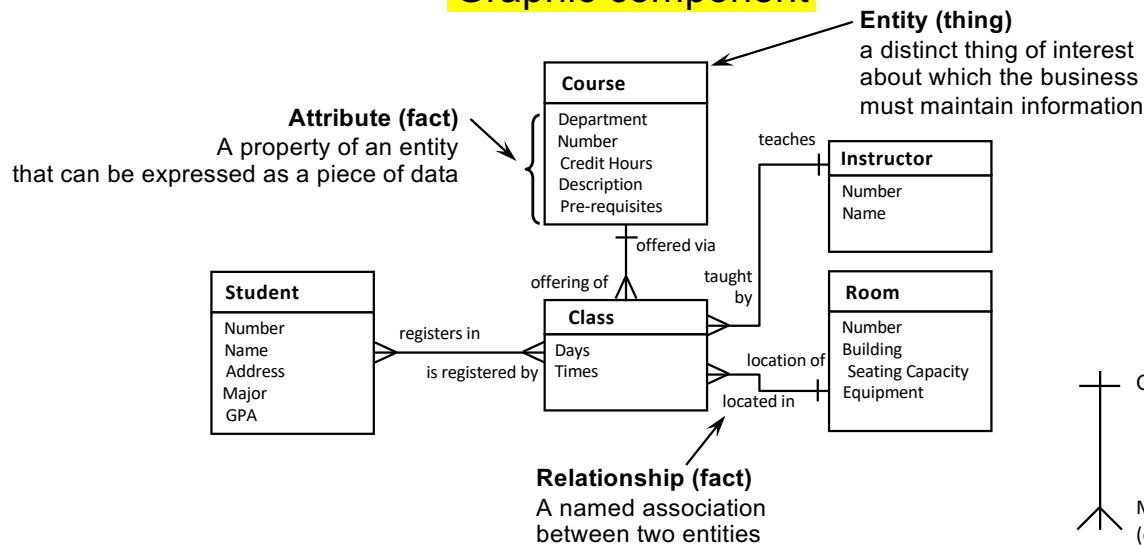 Graphic component
Entity (thing)
a distinct thing of interest
about which the business
must maintain information
Course
Department
Number
Credit Hours
Description
Pre-requisites
Attribute (fact)
A property of an entity
that can be expressed as a piece of data
teaches
Instructor
Number
Name
offered via
offering of
taught
by
Student
Number
Name
Address
Major
GPA
registers in
is registered by
Class
Days
Times
Room
Number
Building
Seating Capacity
Equipment
location of
located in
Relationship (fact)
A named association
between two entities